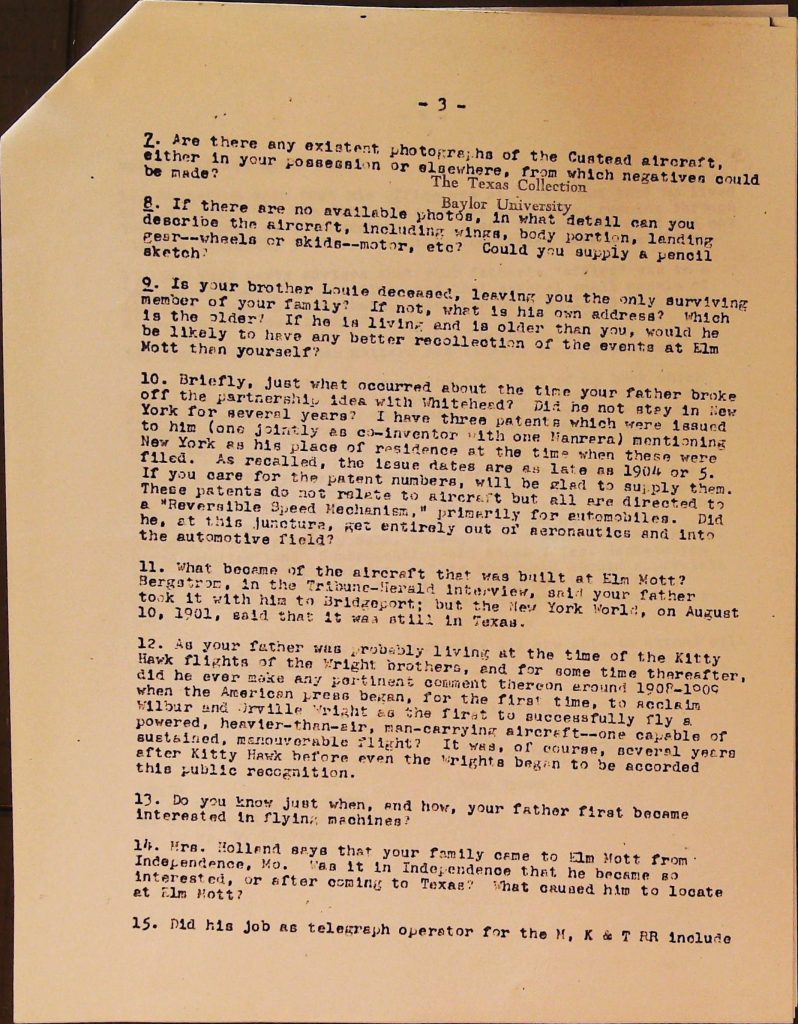 - 3 -
7. Are there any existent photographs of the Custead aircraft,
either in your possession or elsewhere, from which negatives could
be made?
The Texas Collection
Baylor University
8. If there are no available photos, in what detail can you
describe the aircraft, including wings, body portion, landing
gear--wheels or skids--motor, etc? Could you supply a pencil
sketch?
9. Is your brother Louie deceased, leaving you the only surviving
member of your family? If not, what is his own address? Which
is the older? If he is living and is older than you, would he
be likely to have any better recollection of the events at Elm
Mott than yourself?
10. Briefly, just what occurred about the time your father broke
off the partnership idea with Whitehead? Did he not stay in New
York for several years? I have three patents which were issued
to him (one jointly as co-inventor with one Manrara) mentioning
New York as his place of residence at the time when these were
filed. As recalled, the issue dates are as late as 1904 or 5.
If you care for the patent numbers, will be glad to supply them.
These patents do not relate to aircraft but all are directed to
a "Reversible Speed Mechanism," primarily for automobiles. Did
he, at this juncture, get entirely out of aeronautics and into
the automotive field?
11. What became of the aircraft that was built at Elm Mott?
Bergstrom, in the Tribune-Herald interview, said your father
took it with him to Bridgeport; but the New York World, on August
10, 1901, said that it was still in Texas.
12. As your father was probably living at the time of the Kitty
Hawk flights of the Wright brothers, and for some time thereafter,
did he ever make any pertinent comment thereon around 1908-1909
when the American press began, for the first time, to acclaim
Wilbur and Orville Wright as the first to successfully fly a
powered, heavier-than-air, man-carrying aircraft--one capable of
sustained, manouverable flight? It was, of course, several years
after Kitty Hawk before even the Wrights began to be accorded
this public recognition.
13. Do you know just when, and how, your father first became
interested in flying machines?
14. Mrs. Holland says that your family came to Elm Mott from
Independence, Mo. Was it in Independence that he became so
interested, or after coming to Texas? What caused him to locate
at Elm Mott?
15. Did his job as telegraph operator for the M, K & T RR include